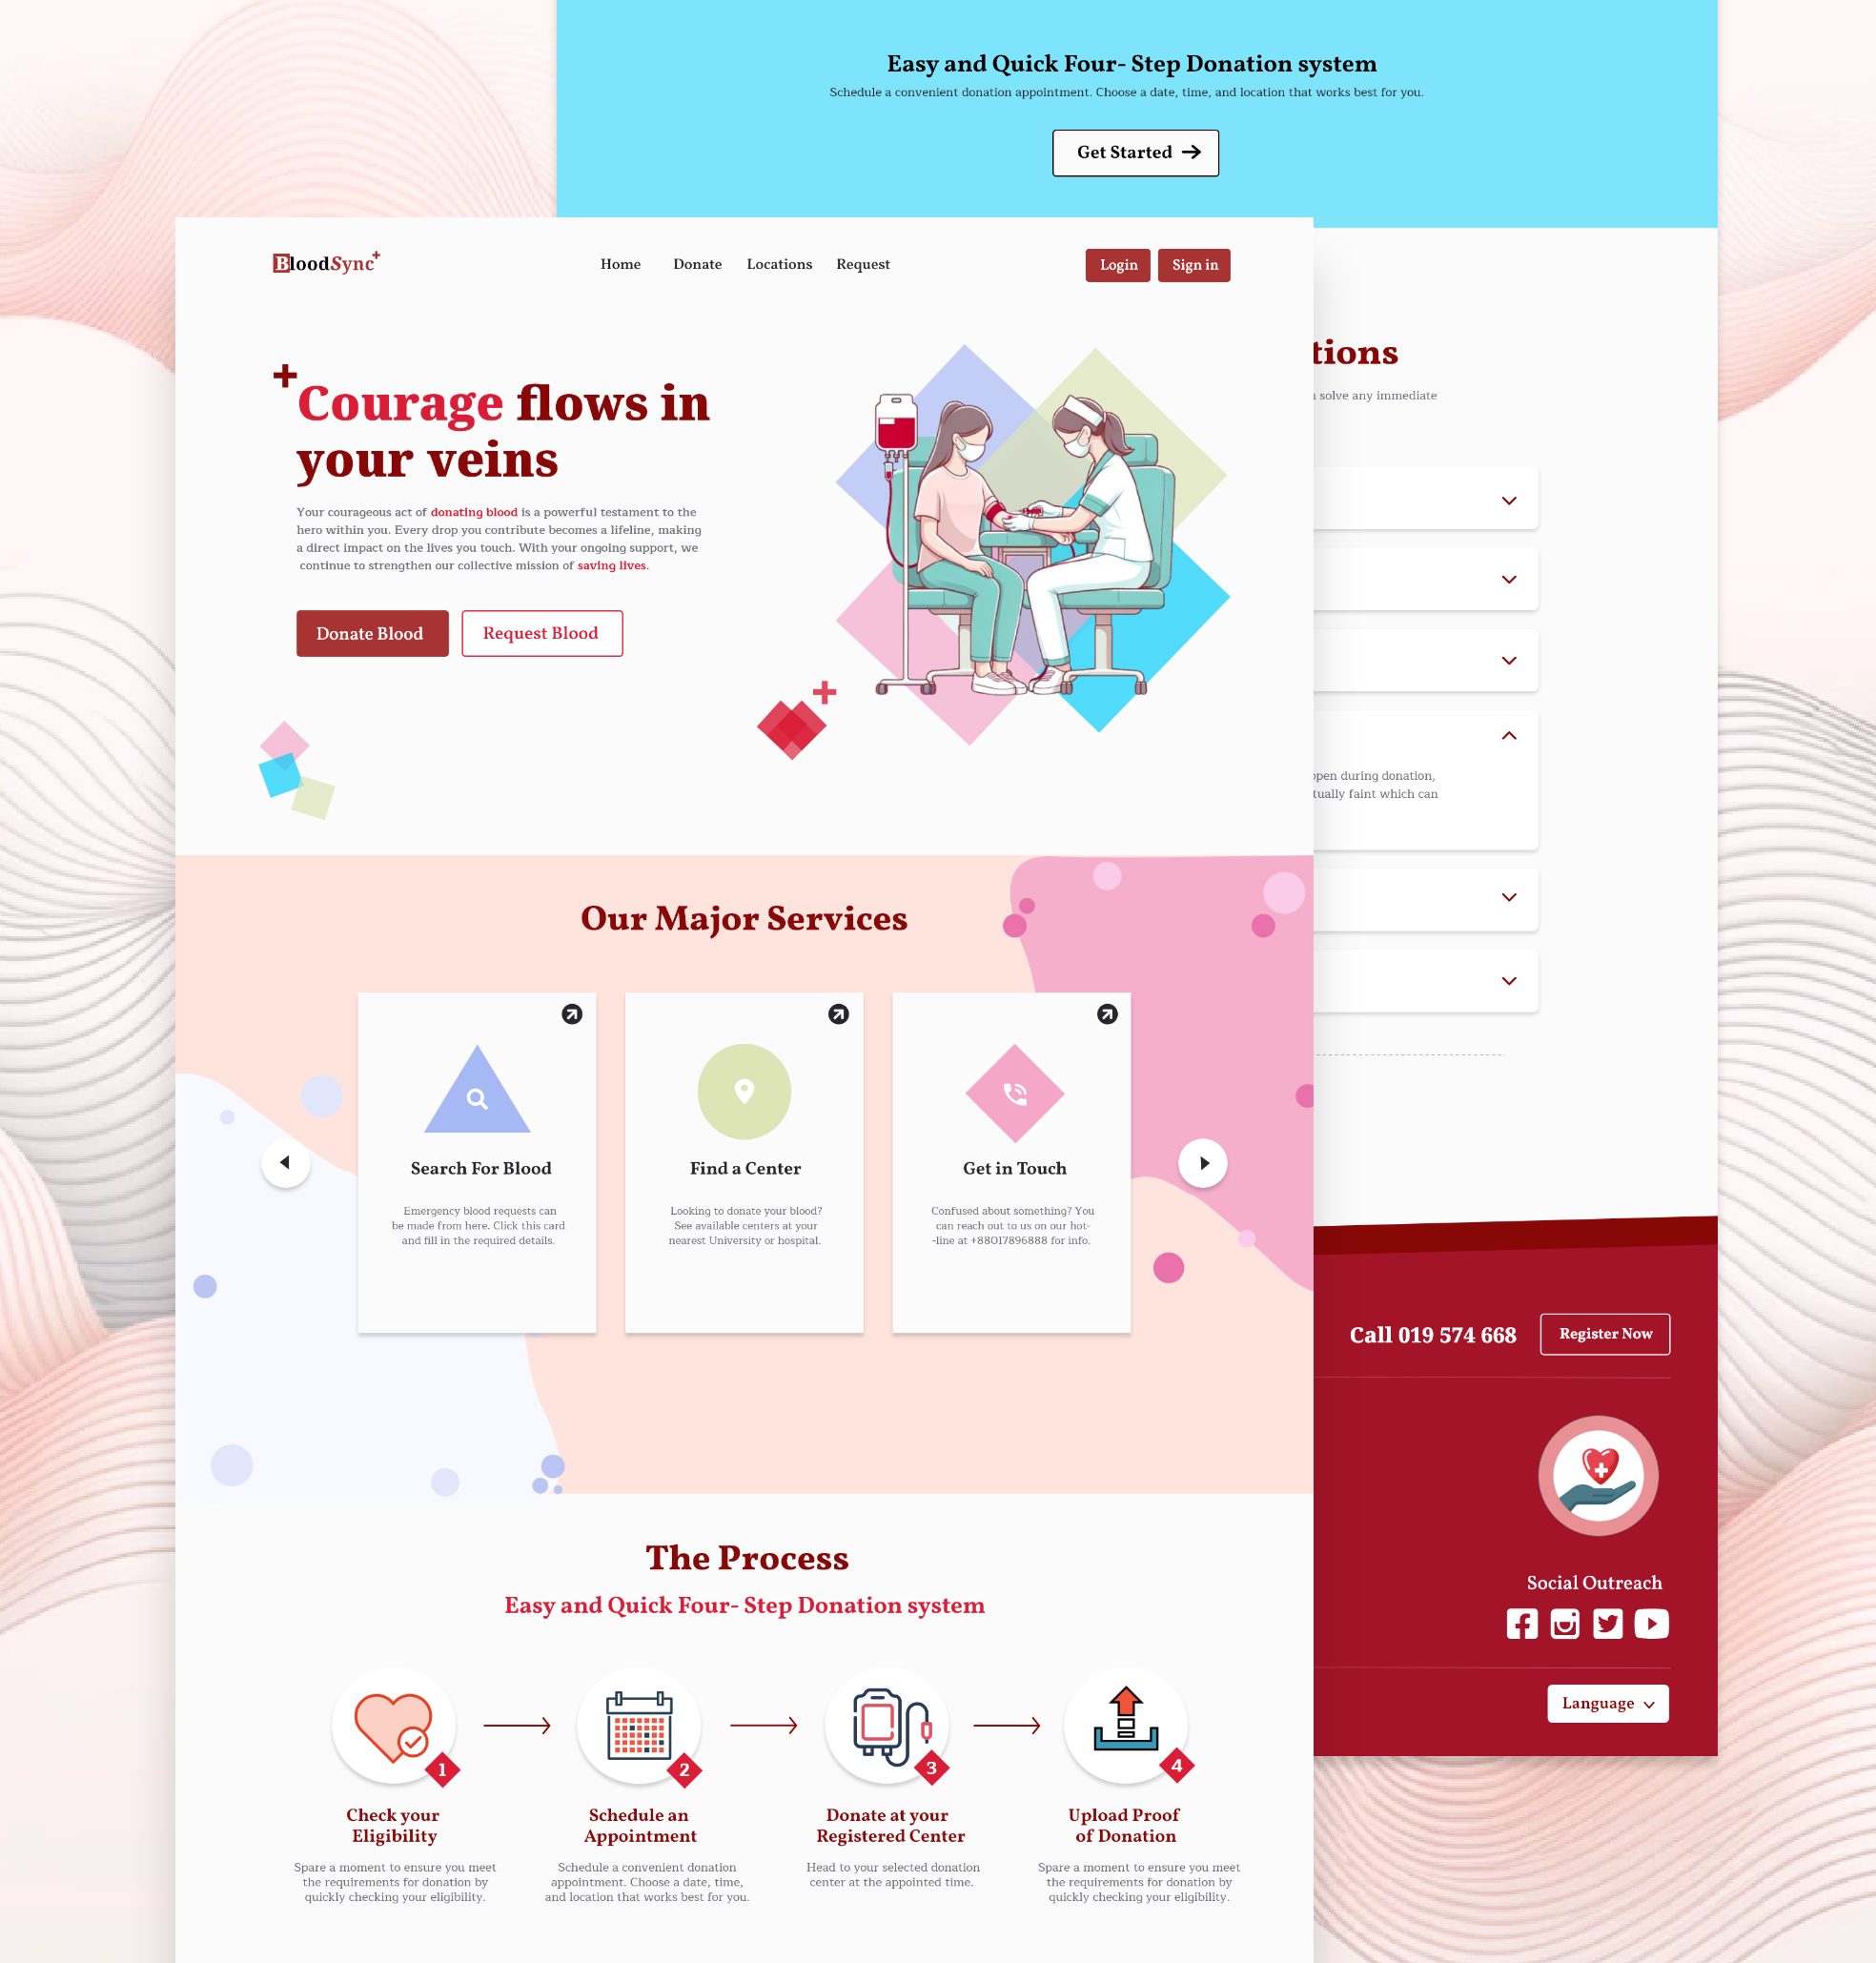 Easy and Quick Four- Step Donation system
Schedule a convenient donation appointment. Choose a date, time, and location that works best for you.
Get Started
BloodSync
Home Donate Locations Request
Login Sign in
Courage flows in
your veins
Your courageous act of donating blood is a powerful testament to the
hero within you. Every drop you contribute becomes a lifeline, making
a direct impact on the lives you touch. With your ongoing support, we
continue to strengthen our collective mission of saving lives.
Donate Blood Request Blood
Our Major Services
Search For Blood
Emergency blood requests can
be made from here. Click this card
and fill in the required details.
Find a Center
Looking to donate your blood?
See available centers at your
nearest University or hospital.
Get in Touch
Confused about something? You
can reach out to us on our hot-
-line at +88017896888 for info.
The Process
Easy and Quick Four- Step Donation system
1
Check your
Eligibility
Spare a moment to ensure you meet
the requirements for donation by
quickly checking your eligibility.
2
Schedule an
Appointment
Schedule a convenient donation
appointment. Choose a date, time,
and location that works best for you.
3
Donate at your
Registered Center
Head to your selected donation
center at the appointed time.
4
Upload Proof
of Donation
Spare a moment to ensure you meet
the requirements for donation by
quickly checking your eligibility.
tions
solve any immediate
open during donation,
tually faint which can
Call 019 574 668
Register Now
Social Outreach
Language